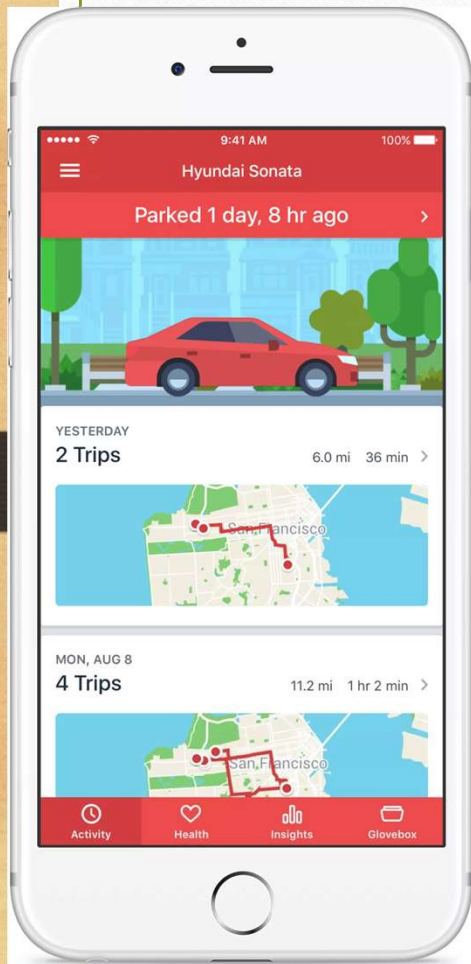 9:41 AM 100%
Hyundai Sonata
Parked 1 day, 8 hr ago
YESTERDAY
2 Trips 6.0 mi 36 min
San Francisco
MON, AUG 8
4 Trips 11.2 mi 1 hr 2 min
San Francisco
Activity Health Insights Glovebox